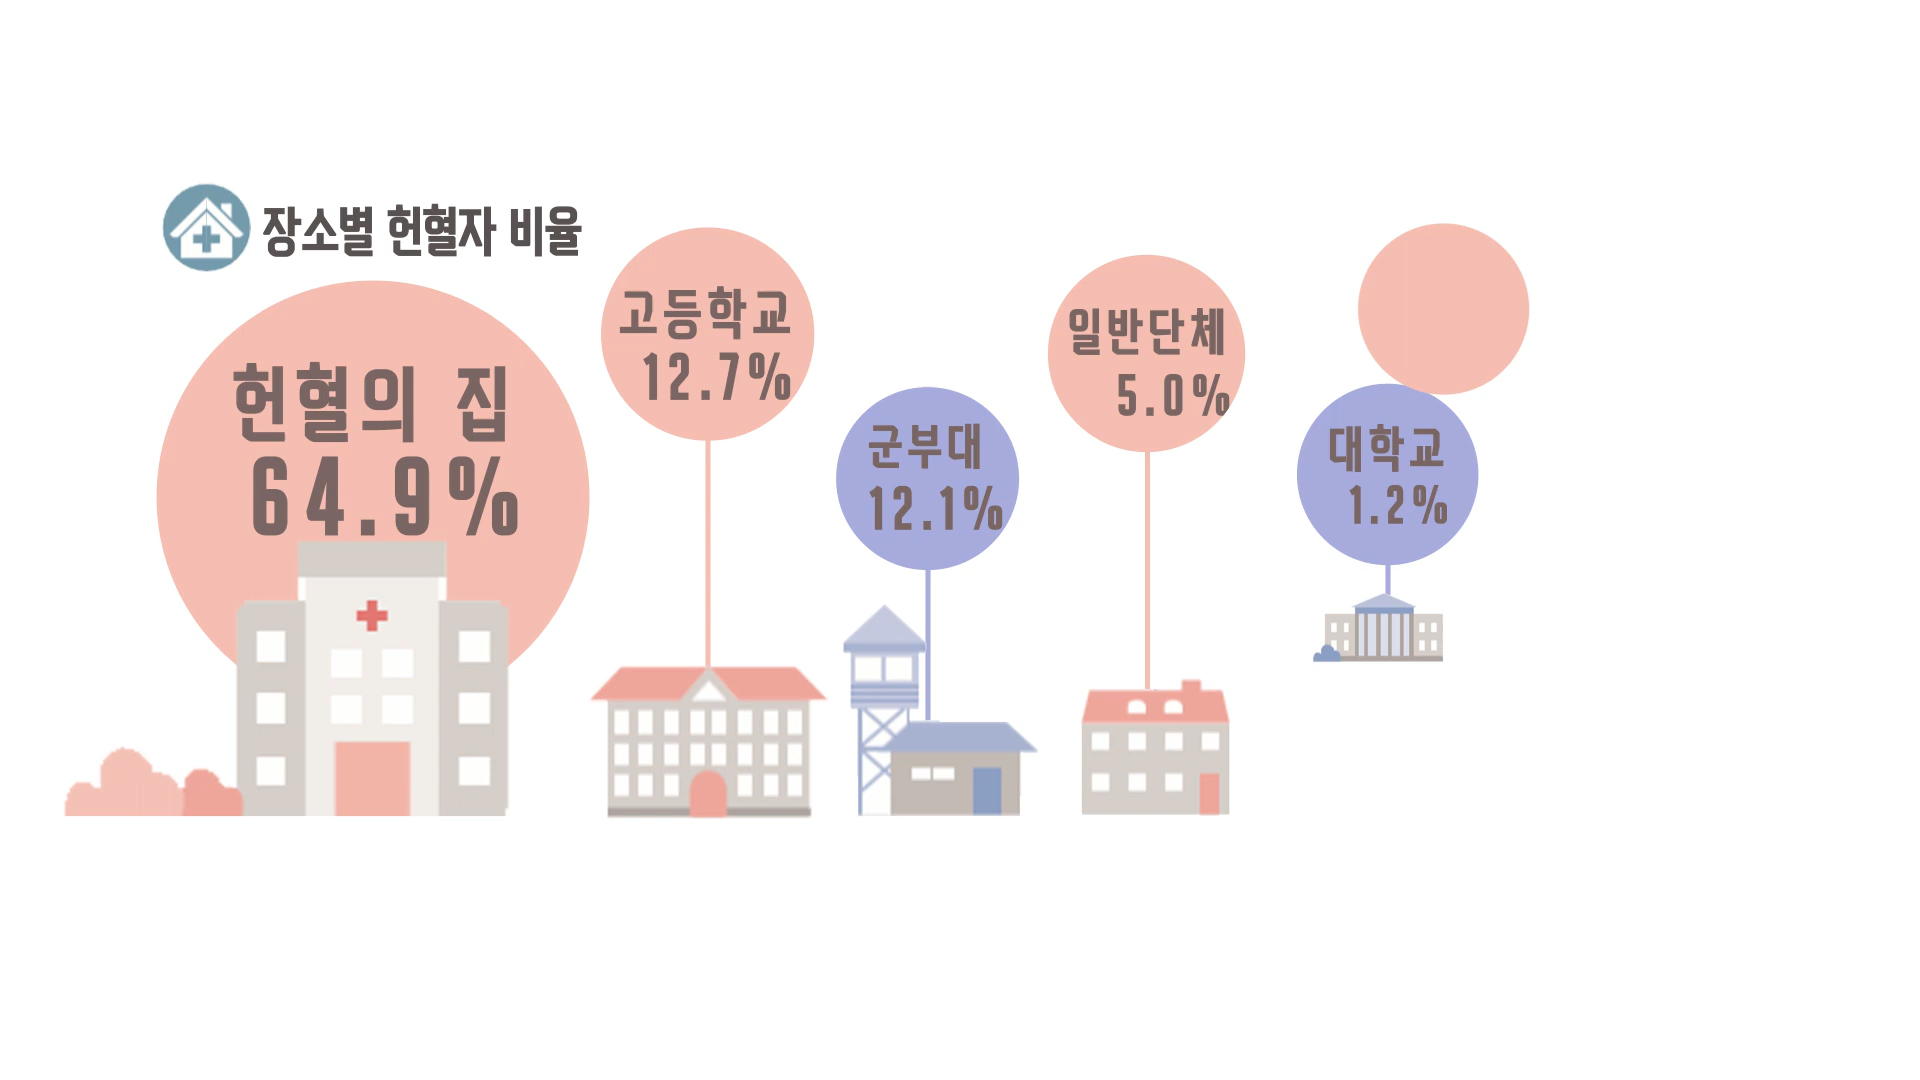 장소별 헌혈자 비율
헌혈의 집
64.9%
고등학교
12.7%
군부대
12.1%
일반단체
5.0%
대학교
1.2%